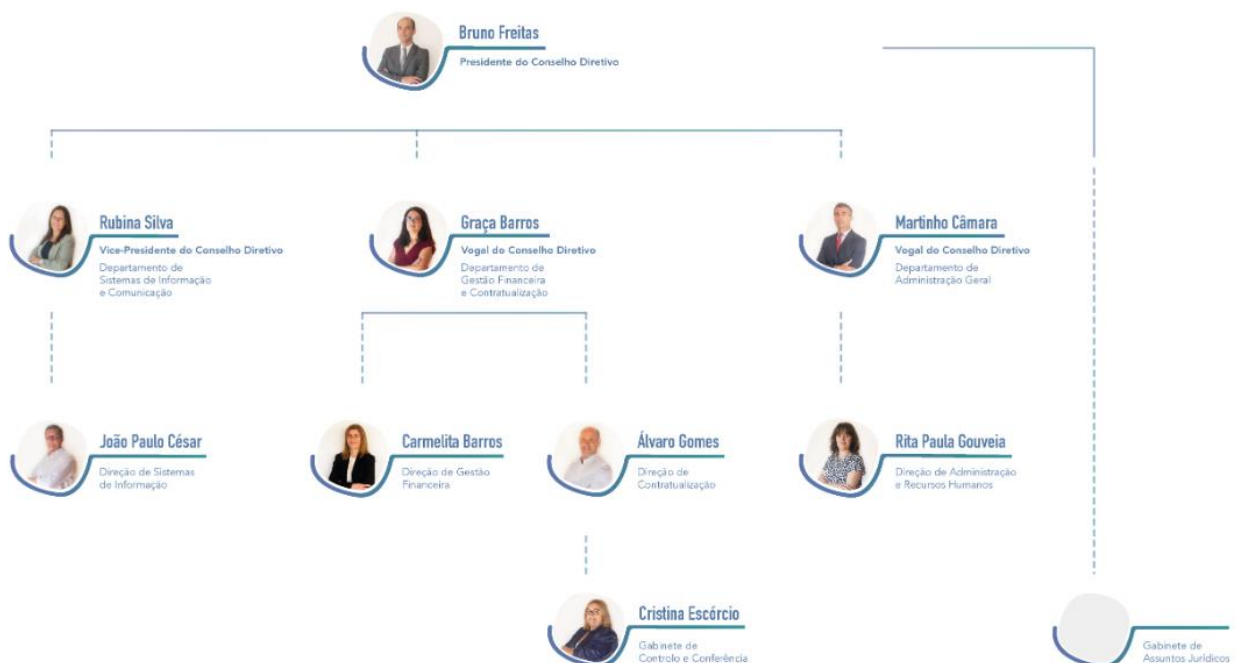 Bruno Freitas
Presidente do Conselho Diretivo
Rubina Silva
Vice-Presidente do Conselho Diretivo
Departamento de
Sistemas de Informação
e Comunicação
Graça Barros
Vogal do Conselho Diretivo
Departamento de
Gestão Financeira
e Contratualização
Martinho Câmara
Vogal do Conselho Diretivo
Departamento de
Administração Geral
João Paulo César
Direção de Sistemas
de Informação
Carmelita Barros
Direção de Gestão
Financeira
Álvaro Gomes
Direção de
Contratualização
Rita Paula Gouveia
Direção de Administração
e Recursos Humanos
Cristina Escórcio
Gabinete de
Controlo e Conferência
Gabinete de
Assuntos Jurídicos